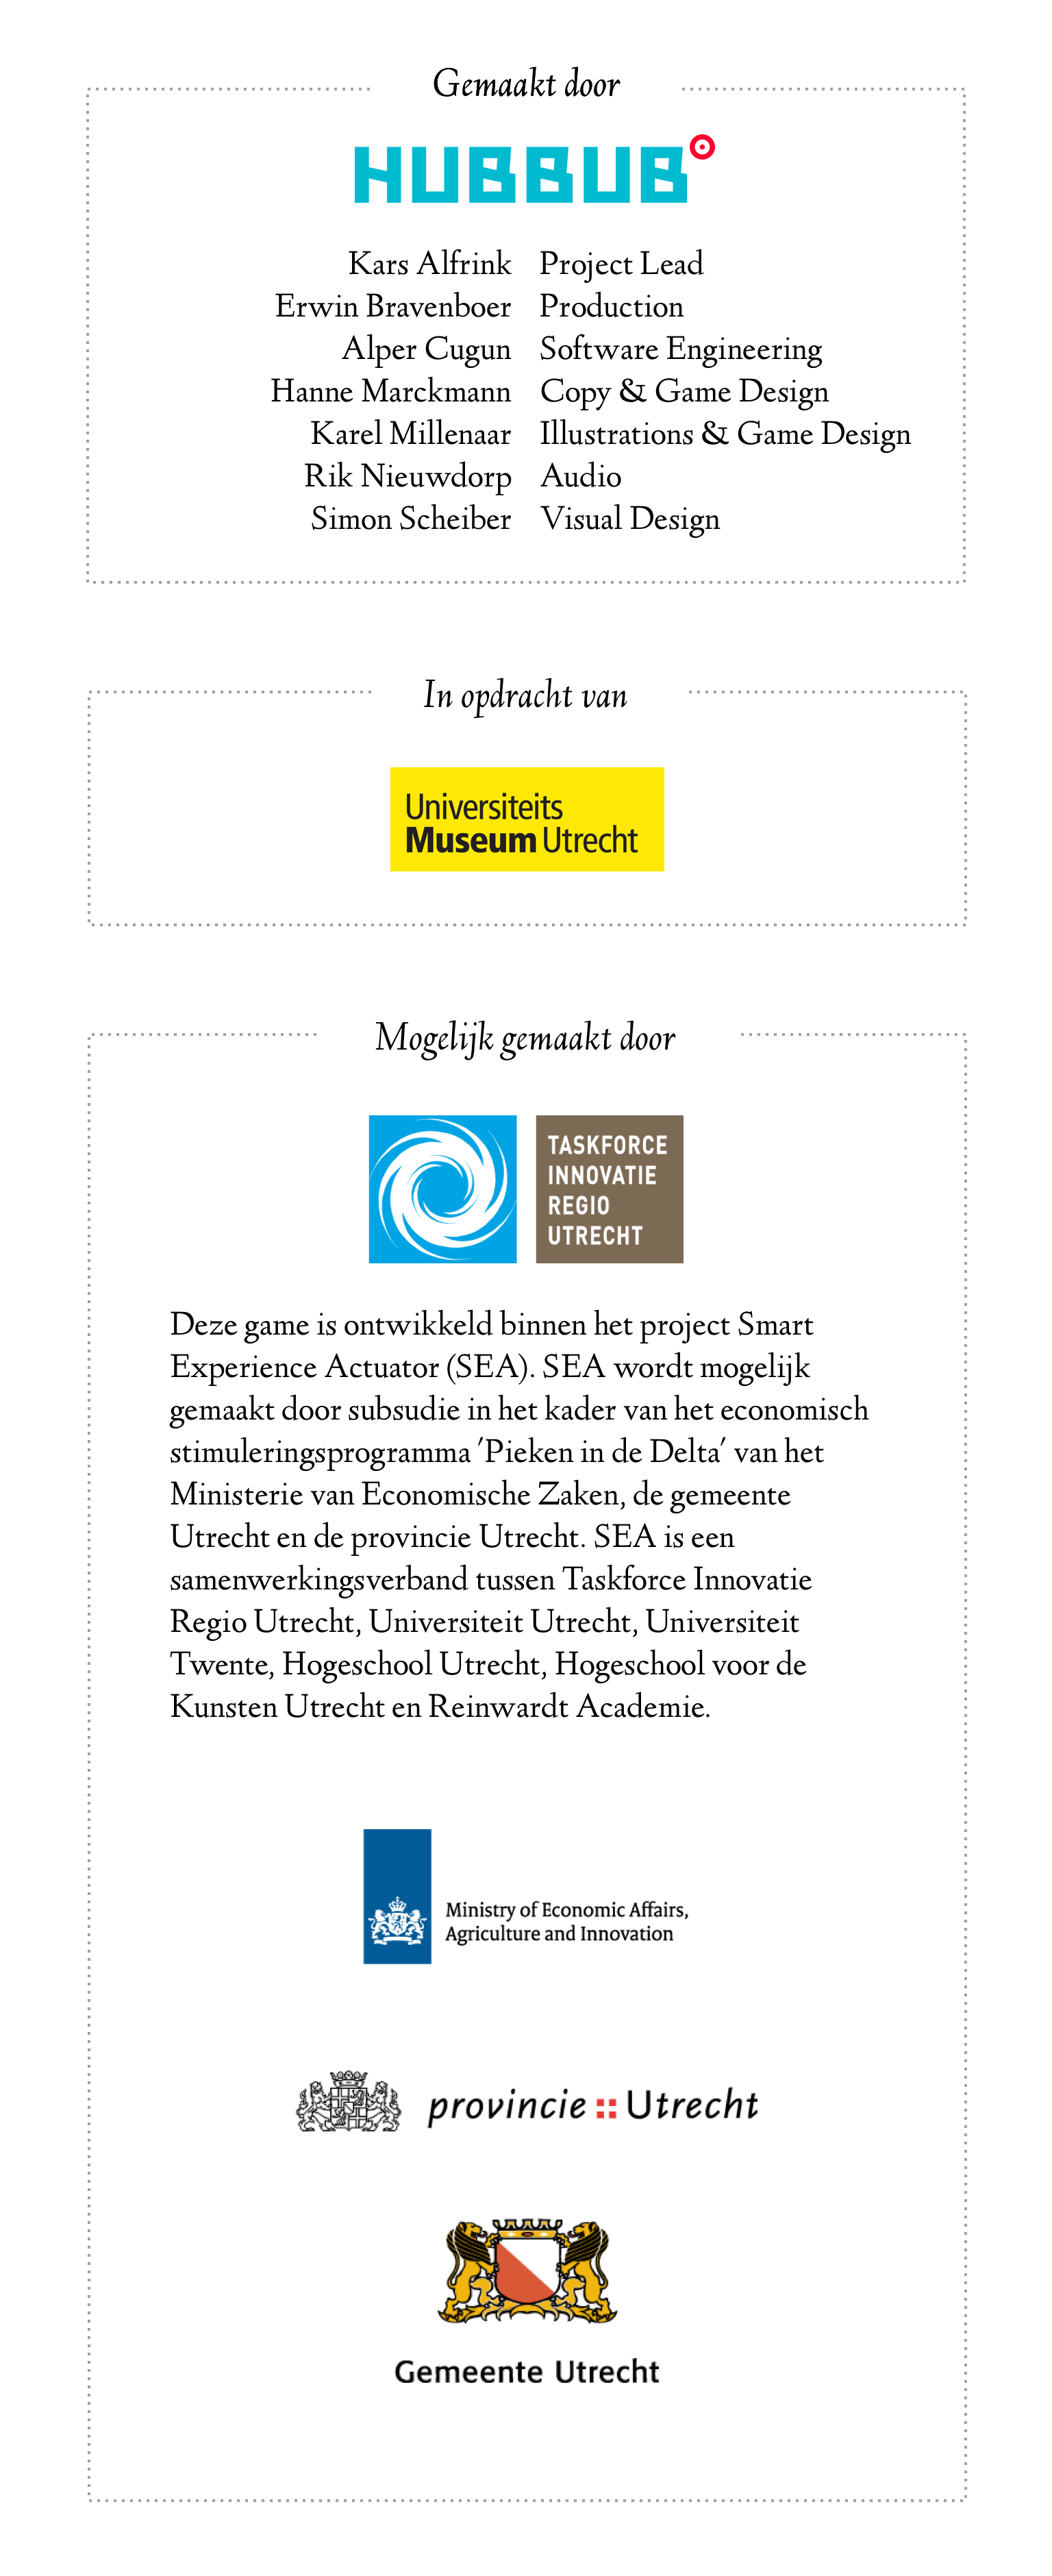 Gemaakt door
HUBBUB
Kars Alfrink Project Lead
Erwin Bravenboer Production
Alper Cugun Software Engineering
Hanne Marckmann Copy & Game Design
Karel Millenaar Illustrations & Game Design
Rik Nieuwdorp Audio
Simon Scheiber Visual Design
In opdracht van
Universiteits
Museum Utrecht
Mogelijk gemaakt door
TASKFORCE
INNOVATIE
REGIO
UTRECHT
Deze game is ontwikkeld binnen het project Smart
Experience Actuator (SEA). SEA wordt mogelijk
gemaakt door subsudie in het kader van het economisch
stimuleringsprogramma 'Pieken in de Delta' van het
Ministerie van Economische Zaken, de gemeente
Utrecht en de provincie Utrecht. SEA is een
samenwerkingsverband tussen Taskforce Innovatie
Regio Utrecht, Universiteit Utrecht, Universiteit
Twente, Hogeschool Utrecht, Hogeschool voor de
Kunsten Utrecht en Reinwardt Academie.
Ministry of Economic Affairs,
Agriculture and Innovation
provincie :: Utrecht
Gemeente Utrecht